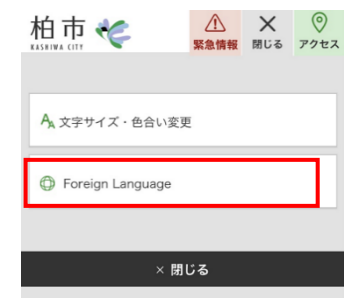 柏市
KASHIWA CITY
緊急情報
閉じる
アクセス
AA 文字サイズ・色合い変更
Foreign Language
× 閉じる